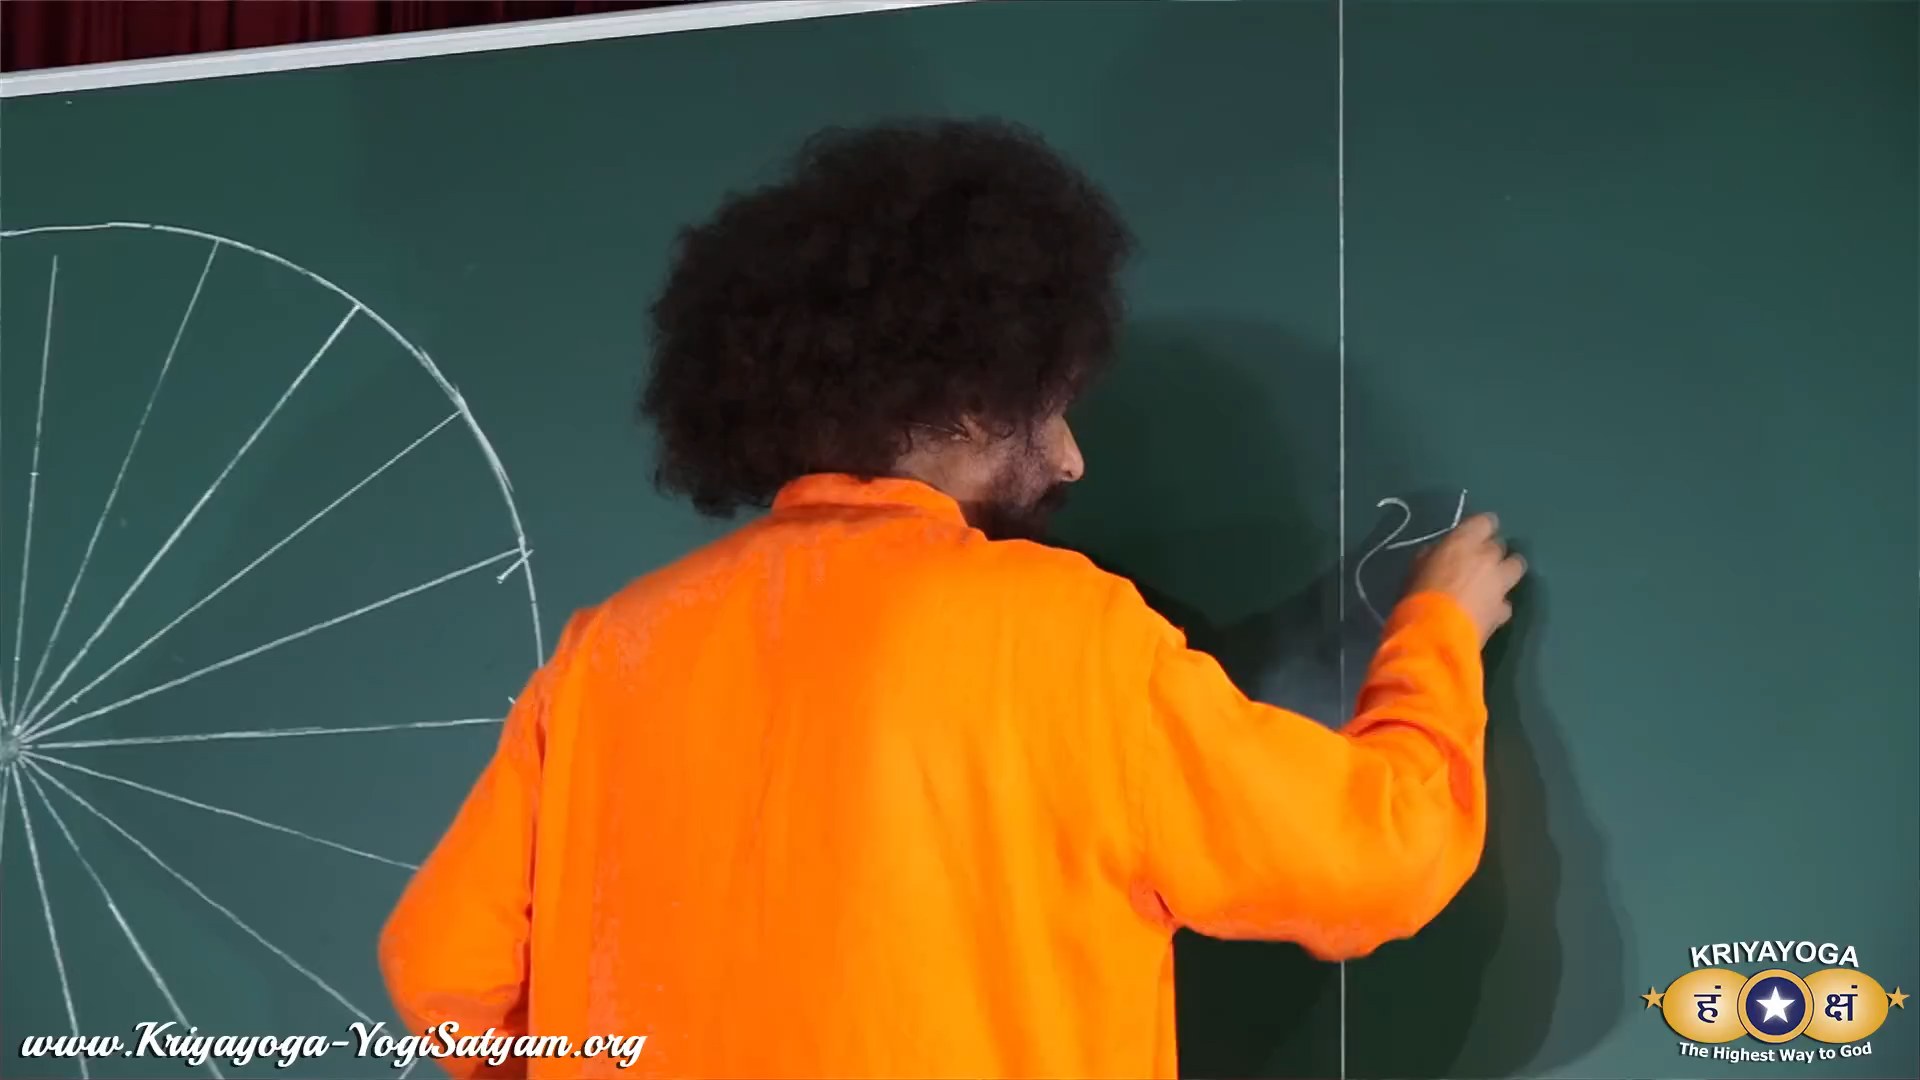 www.Kriyayoga-YogiSatyam.org
KRIYAYOGA
हं क्षं
The Highest Way to God